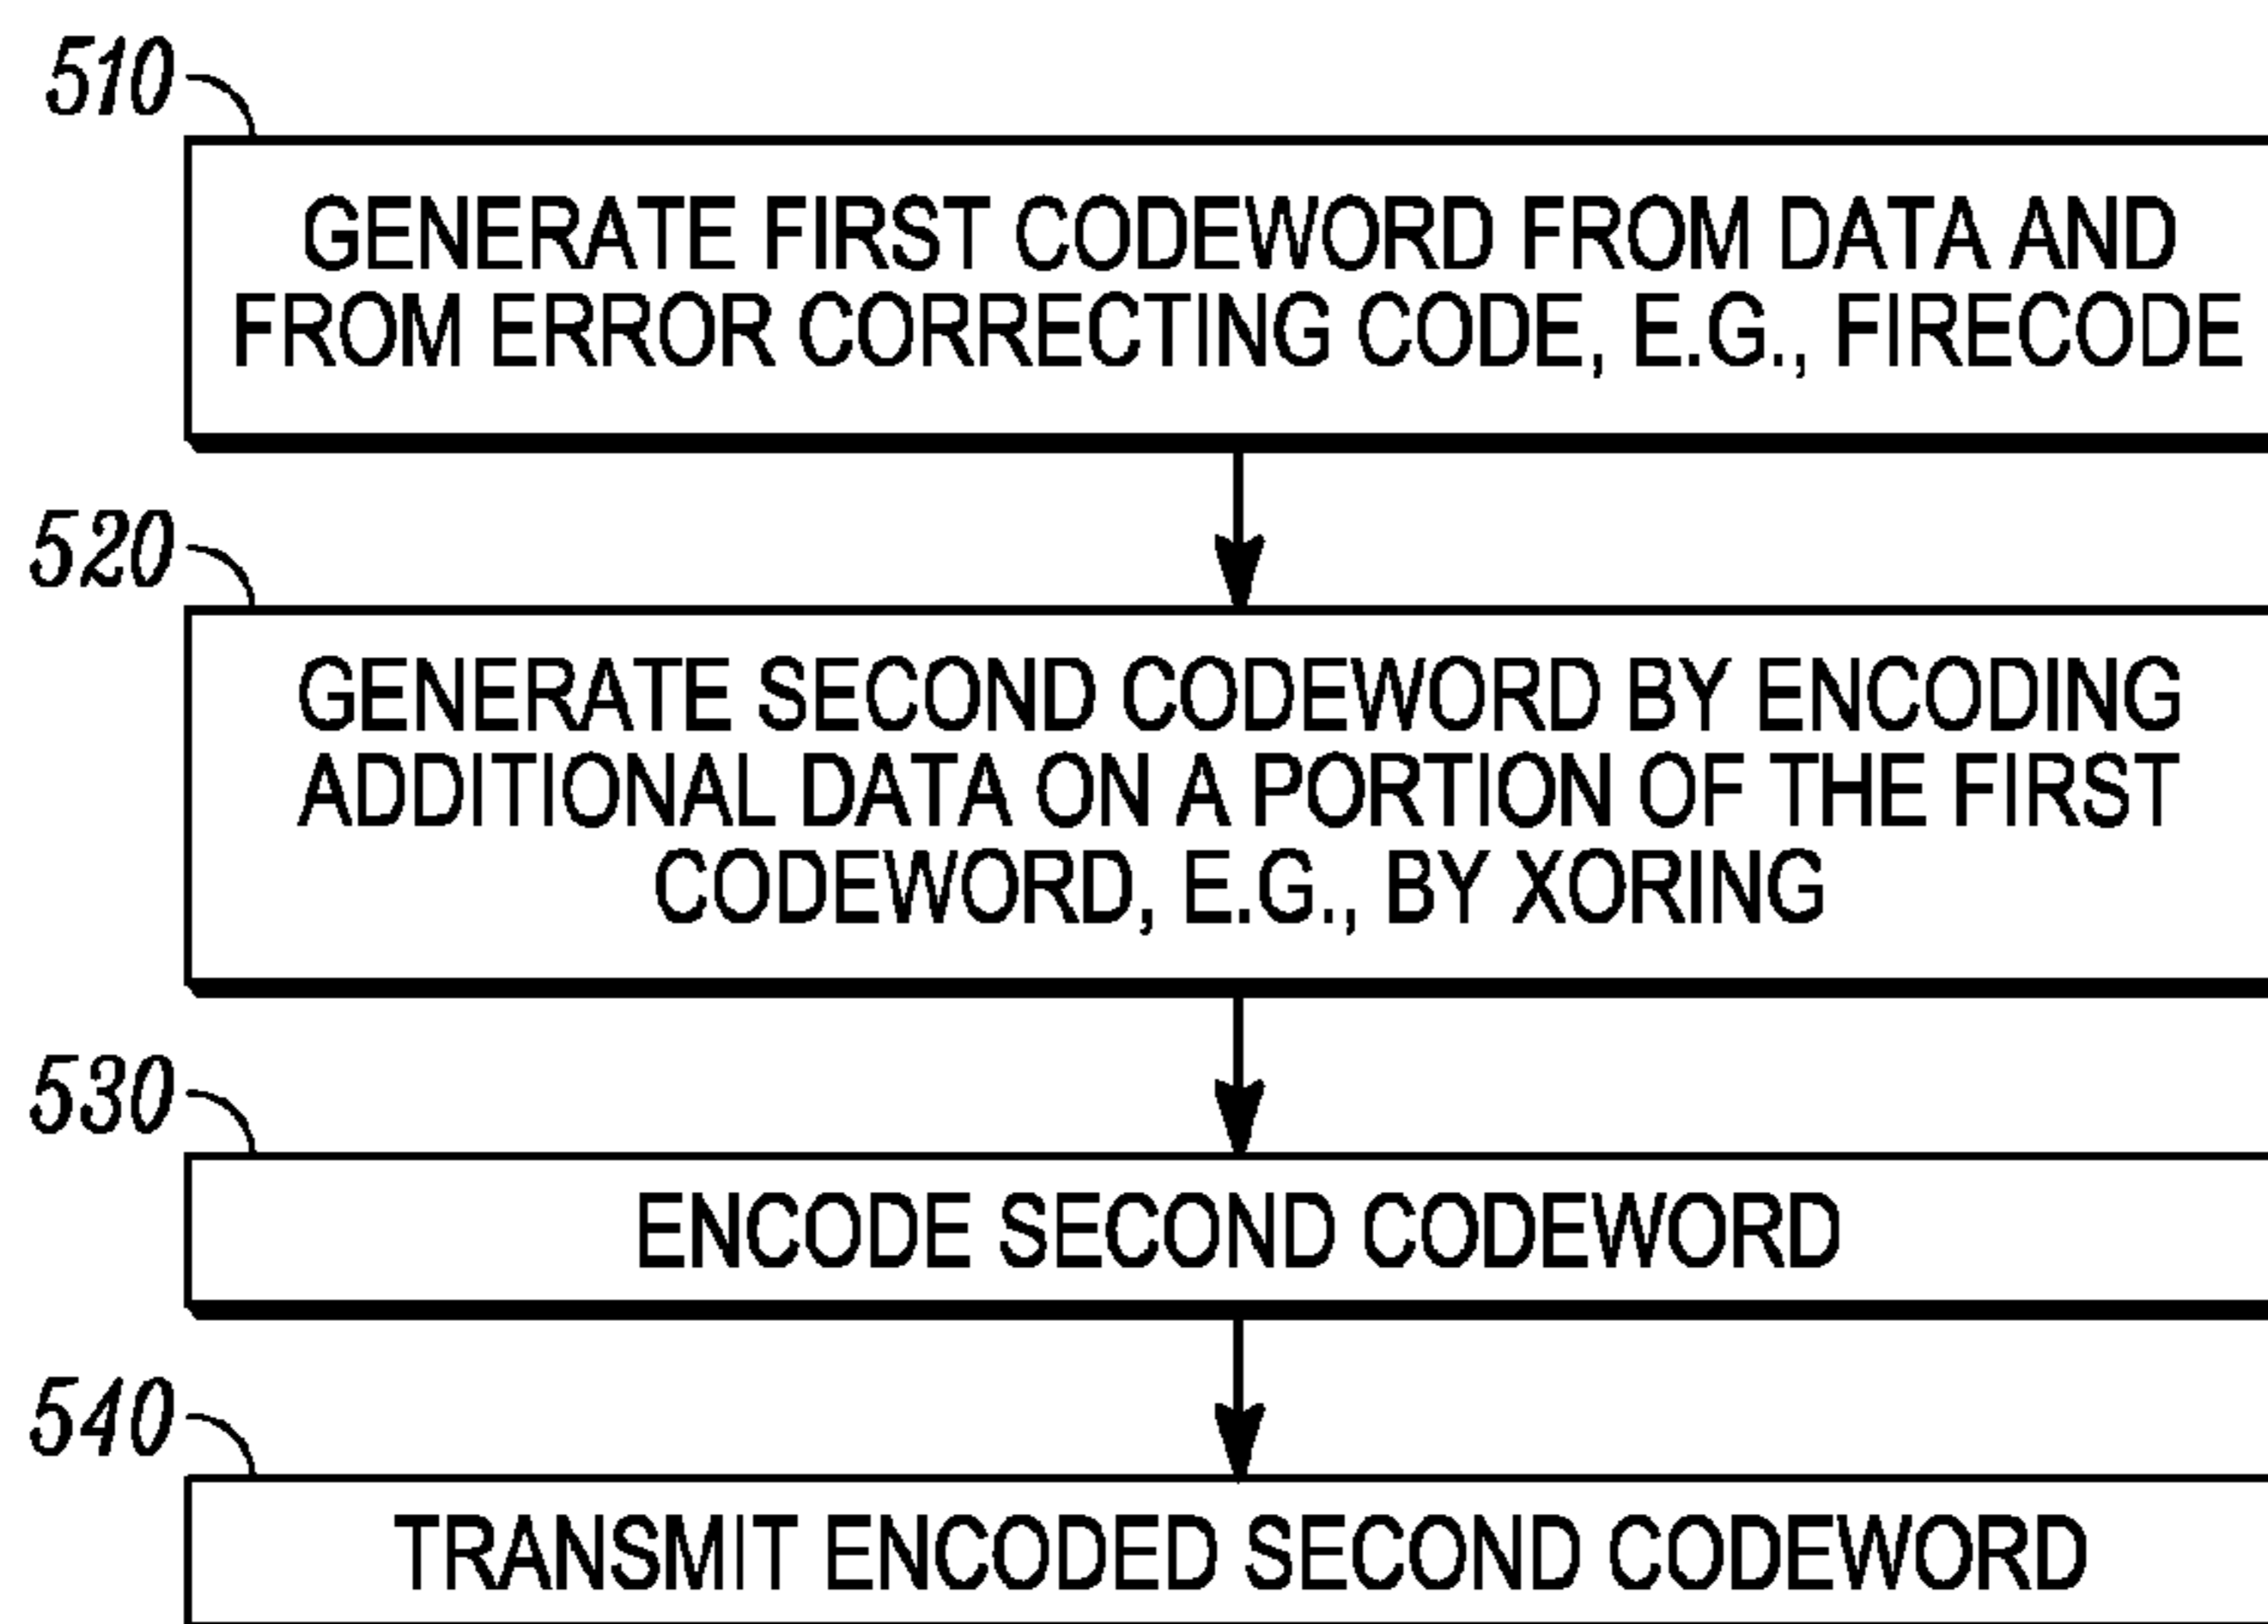 510
GENERATE FIRST CODEWORD FROM DATA AND
FROM ERROR CORRECTING CODE, E.G., FIRECODE
520
GENERATE SECOND CODEWORD BY ENCODING
ADDITIONAL DATA ON A PORTION OF THE FIRST
CODEWORD, E.G., BY XORING
530
ENCODE SECOND CODEWORD
540
TRANSMIT ENCODED SECOND CODEWORD